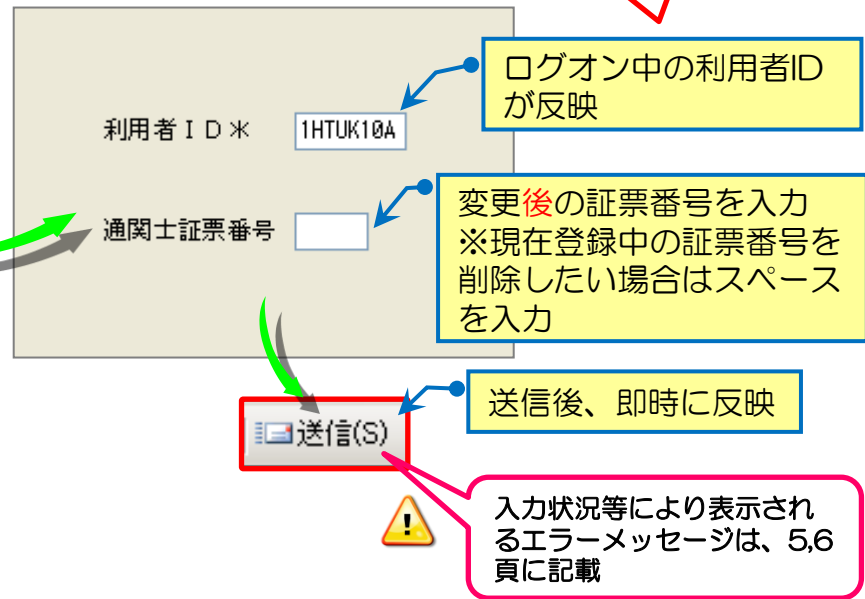 ログオン中の利用者ID
が反映
利用者ＩＤ＊ 1HTUK10A
変更後の証票番号を入力
※現在登録中の証票番号を
削除したい場合はスペース
を入力
通関士証票番号
送信後、即時に反映
送信(S)
入力状況等により表示され
るエラーメッセージは、5,6
頁に記載